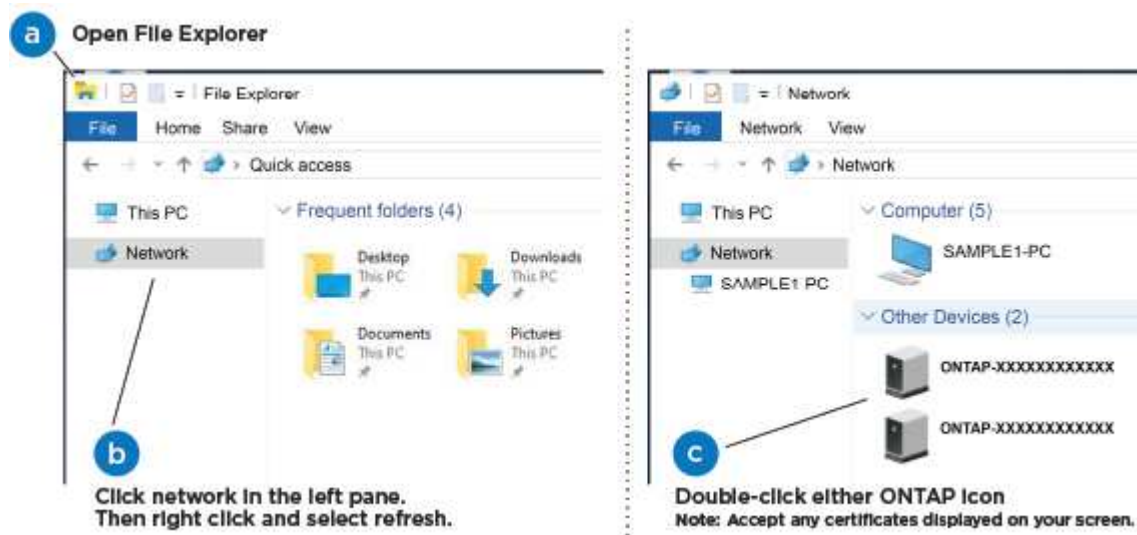 a Open File Explorer
File Explorer
File Home Share View
Quick access
This PC
Network
Frequent folders (4)
Desktop
This PC
Downloads
This PC
Documents
This PC
Pictures
This PC
b
Click network in the left pane.
Then right click and select refresh.
Network
File Network View
Network
This PC
Network
SAMPLE1 PC
Computer (5)
SAMPLE1-PC
Other Devices (2)
ONTAP-XXXXXXXXXXXX
ONTAP-XXXXXXXXXXXX
c
Double-click either ONTAP icon
Note: Accept any certificates displayed on your screen.